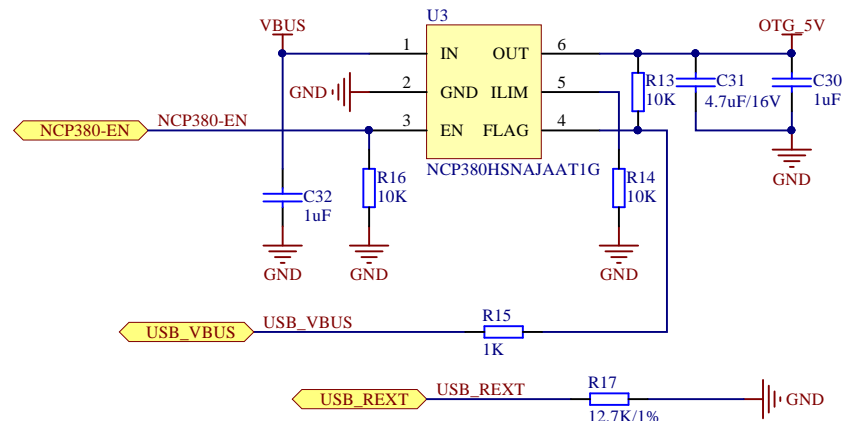 U3
VBUS
OTG_5V
1 IN OUT 6
GND 2 GND ILIM 5
R13 10K
C31 4.7uF/16V
C30 1uF
NCP380-EN NCP380-EN 3 EN FLAG 4
NCP380HSNAJAAT1G
GND
C32 1uF
R16 10K
R14 10K
GND GND GND
R15
USB_VBUS USB_VBUS
1K
R17
USB_REXT USB_REXT
GND
12.7K/1%